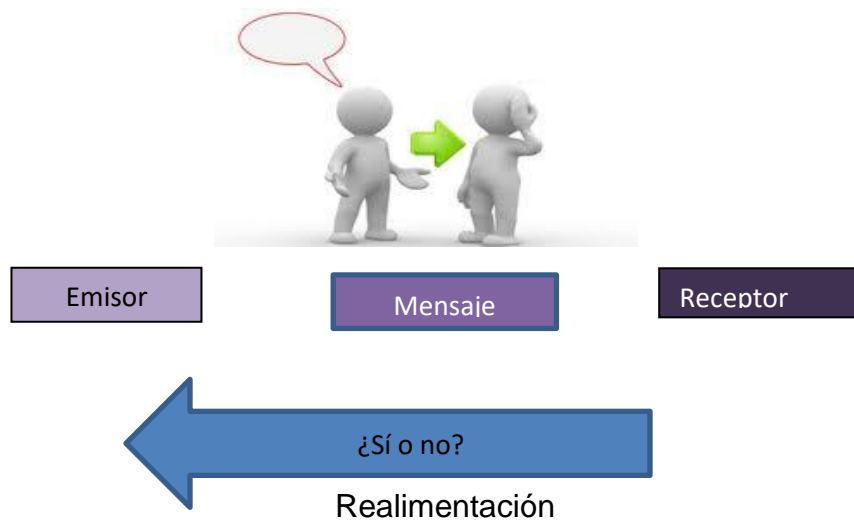 Emisor
Mensaje
Receptor
¿Sí o no?
Realimentación